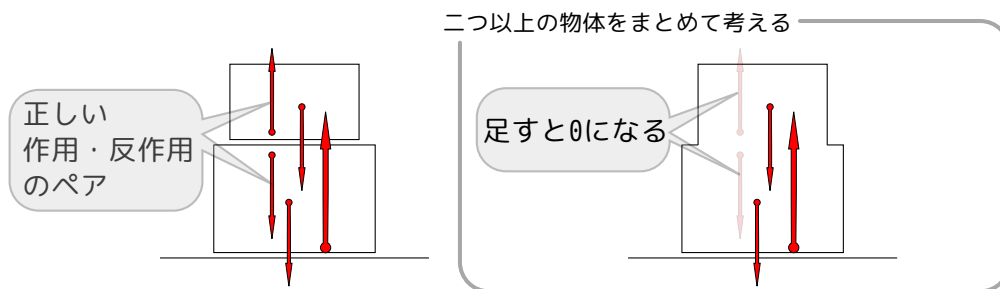 二つ以上の物体をまとめて考える
正しい
作用・反作用
のペア
足すと0になる